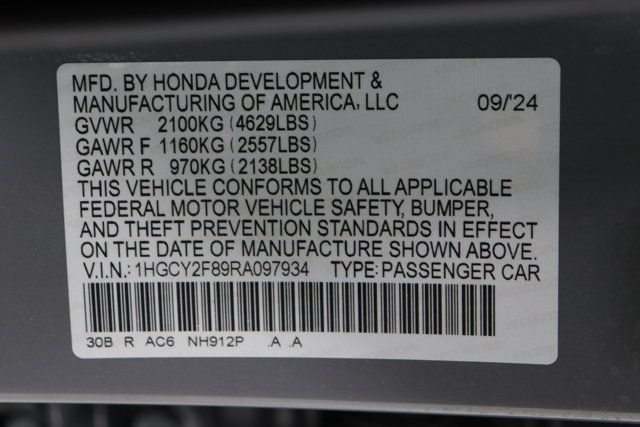 MFD. BY HONDA DEVELOPMENT &
MANUFACTURING OF AMERICA, LLC 09/'24
GVWR 2100KG (4629LBS)
GAWR F 1160KG (2557LBS)
GAWR R 970KG (2138LBS)
THIS VEHICLE CONFORMS TO ALL APPLICABLE
FEDERAL MOTOR VEHICLE SAFETY, BUMPER,
AND THEFT PREVENTION STANDARDS IN EFFECT
ON THE DATE OF MANUFACTURE SHOWN ABOVE.
V.I.N.: 1HGCY2F89RA097934 TYPE: PASSENGER CAR
30B R AC6 NH912P .A .A